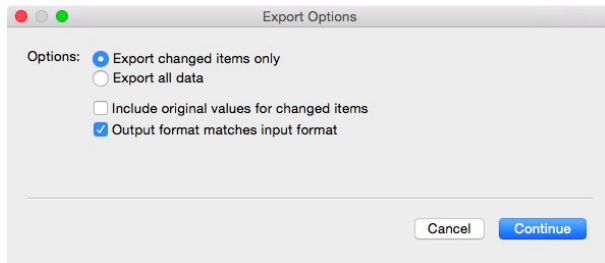 Export Options
Options: Export changed items only
Export all data
Include original values for changed items
Output format matches input format
Cancel Continue